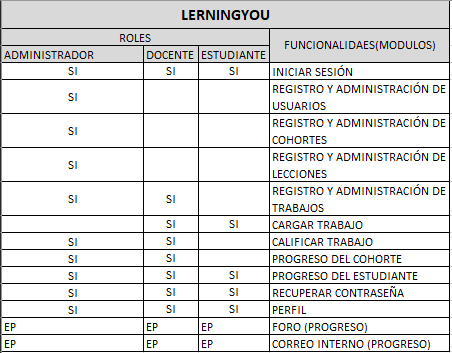 LERNINGYOU
ROLES
FUNCIONALIDAES(MODULOS)
ADMINISTRADOR DOCENTE ESTUDIANTE
SI SI SI INICIAR SESIÓN
SI REGISTRO Y ADMINISTRACIÓN DE
USUARIOS
SI REGISTRO Y ADMINISTRACIÓN DE
COHORTES
SI REGISTRO Y ADMINISTRACIÓN DE
LECCIONES
SI SI REGISTRO Y ADMINISTRACIÓN DE
TRABAJOS
SI SI CARGAR TRABAJO
SI SI CALIFICAR TRABAJO
SI SI PROGRESO DEL COHORTE
SI SI SI PROGRESO DEL ESTUDIANTE
SI SI SI RECUPERAR CONTRASEÑA
SI SI SI PERFIL
EP EP EP FORO (PROGRESO)
EP EP EP CORREO INTERNO (PROGRESO)